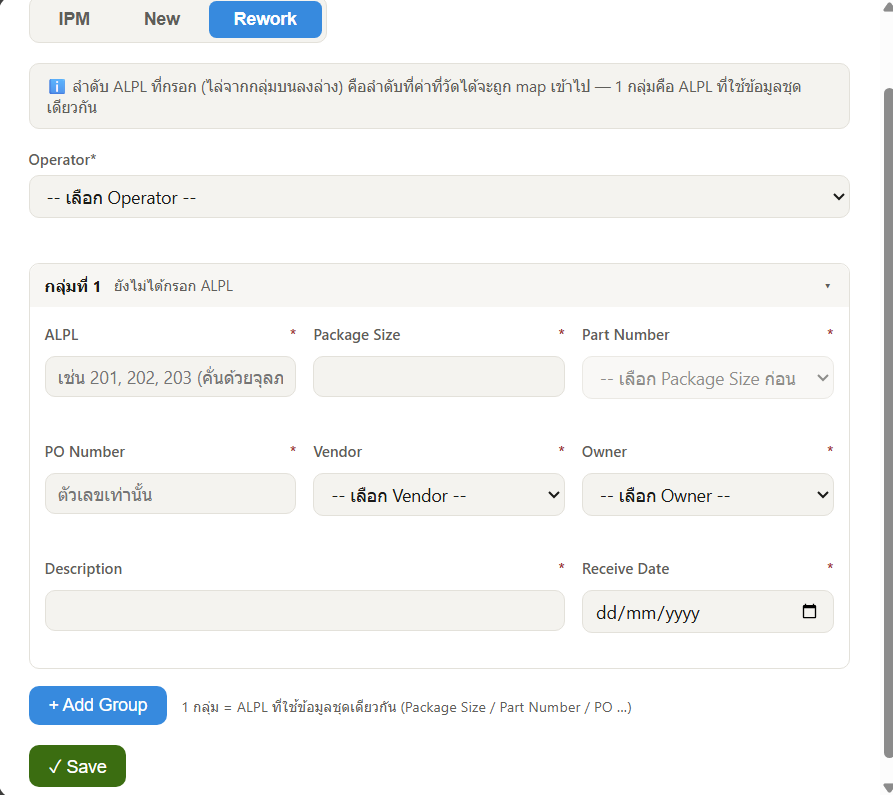 IPM New Rework
ℹ️ ลำดับ ALPL ที่กรอก (ไล่จากกลุ่มบนลงล่าง) คือลำดับที่ค่าที่วัดได้จะถูก map เข้าไป — 1 กลุ่มคือ ALPL ที่ใช้ข้อมูลชุด
เดียวกัน
Operator*
-- เลือก Operator --
กลุ่มที่ 1 ยังไม่ได้กรอก ALPL
ALPL * Package Size * Part Number *
เช่น 201, 202, 203 (คั่นด้วยจุลภ -- เลือก Package Size ก่อน
PO Number * Vendor * Owner *
ตัวเลขเท่านั้น -- เลือก Vendor -- -- เลือก Owner --
Description * Receive Date *
dd/mm/yyyy
+ Add Group 1 กลุ่ม = ALPL ที่ใช้ข้อมูลชุดเดียวกัน (Package Size / Part Number / PO ...)
✓ Save